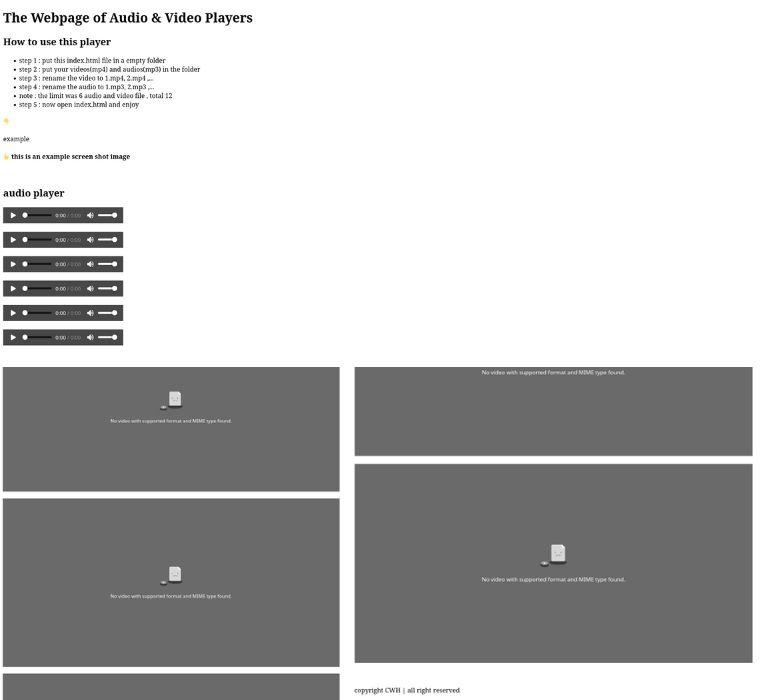 The Webpage of Audio & Video Players
How to use this player
step 1 : put this index.html file in a empty folder
step 2 : put your videos(mp4) and audios(mp3) in the folder
step 3 : rename the video to 1.mp4, 2.mp4 ,...
step 4 : rename the audio to 1.mp3, 2.mp3 ,...
note : the limit was 6 audio and video file , total 12
step 5 : now open index.html and enjoy
example
this is an example screen shot image
audio player
0:00 / 0:00
0:00 / 0:00
0:00 / 0:00
0:00 / 0:00
0:00 / 0:00
0:00 / 0:00
No video with supported format and MIME type found.
No video with supported format and MIME type found.
No video with supported format and MIME type found.
No video with supported format and MIME type found.
copyright CWH | all right reserved